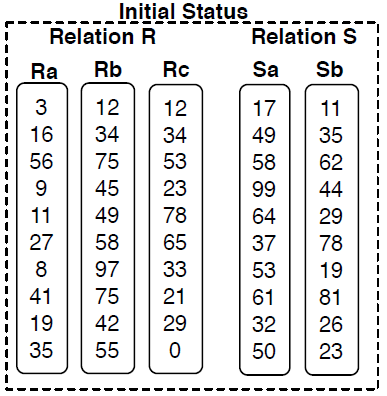 Initial Status
Relation R Relation S
Ra Rb Rc Sa Sb
3 12 12 17 11
16 34 34 49 35
56 75 53 58 62
9 45 23 99 44
11 49 78 64 29
27 58 65 37 78
8 97 33 53 19
41 75 21 61 81
19 42 29 32 26
35 55 0 50 23